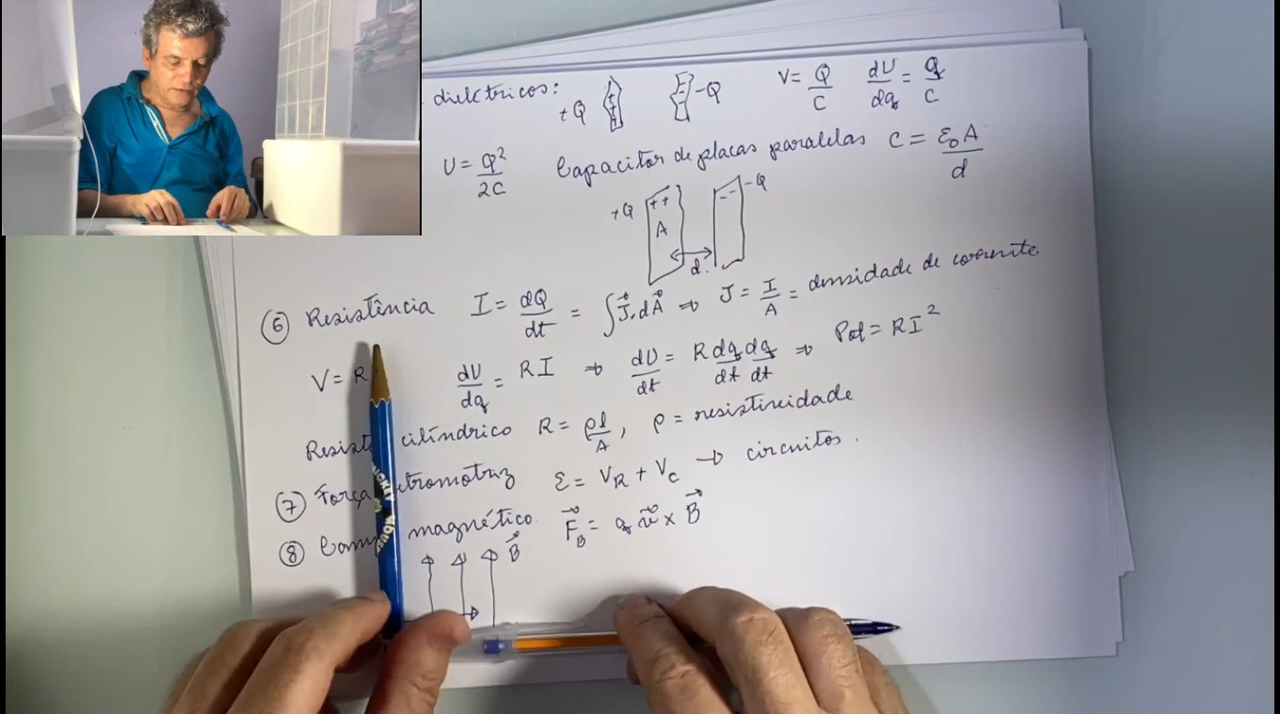 dielétricos: +Q -Q V = Q/C dU/dq = q/C
U = Q²/2C Capacitor de placas paralelas C = ε₀A/d
+Q ++ A -- -Q
d
⑥ Resistência I = dQ/dt = ∫J⃗.dA⃗ ⇒ J = I/A = densidade de corrente
V = R dU/dq = RI ⇒ dU/dt = R dq/dt dq/dt ⇒ Pot = RI²
cilíndrico R = ρl/A, ρ = resistividade
⑦ Força ε = V_R + V_C → circuitos.
⑧ magnético F⃗_B = q v⃗ × B⃗
B⃗